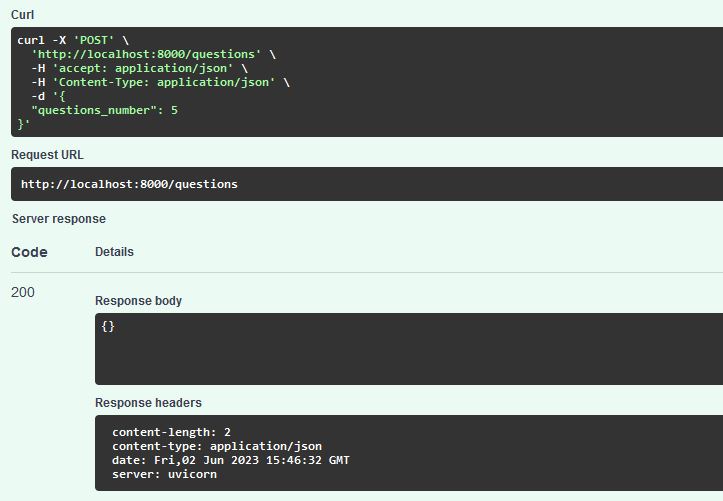 Curl
curl -X 'POST' \
'http://localhost:8000/questions' \
-H 'accept: application/json' \
-H 'Content-Type: application/json' \
-d '{
"questions_number": 5
}'
Request URL
http://localhost:8000/questions
Server response
Code Details
200
Response body
{}
Response headers
content-length: 2
content-type: application/json
date: Fri,02 Jun 2023 15:46:32 GMT
server: uvicorn